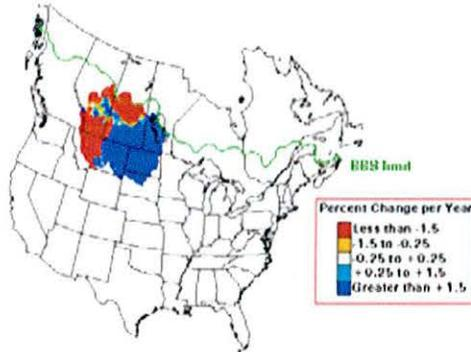 BBS limit
Percent Change per Year
Less than -1.5
-1.5 to -0.25
-0.25 to +0.25
+0.25 to +1.5
Greater than +1.5